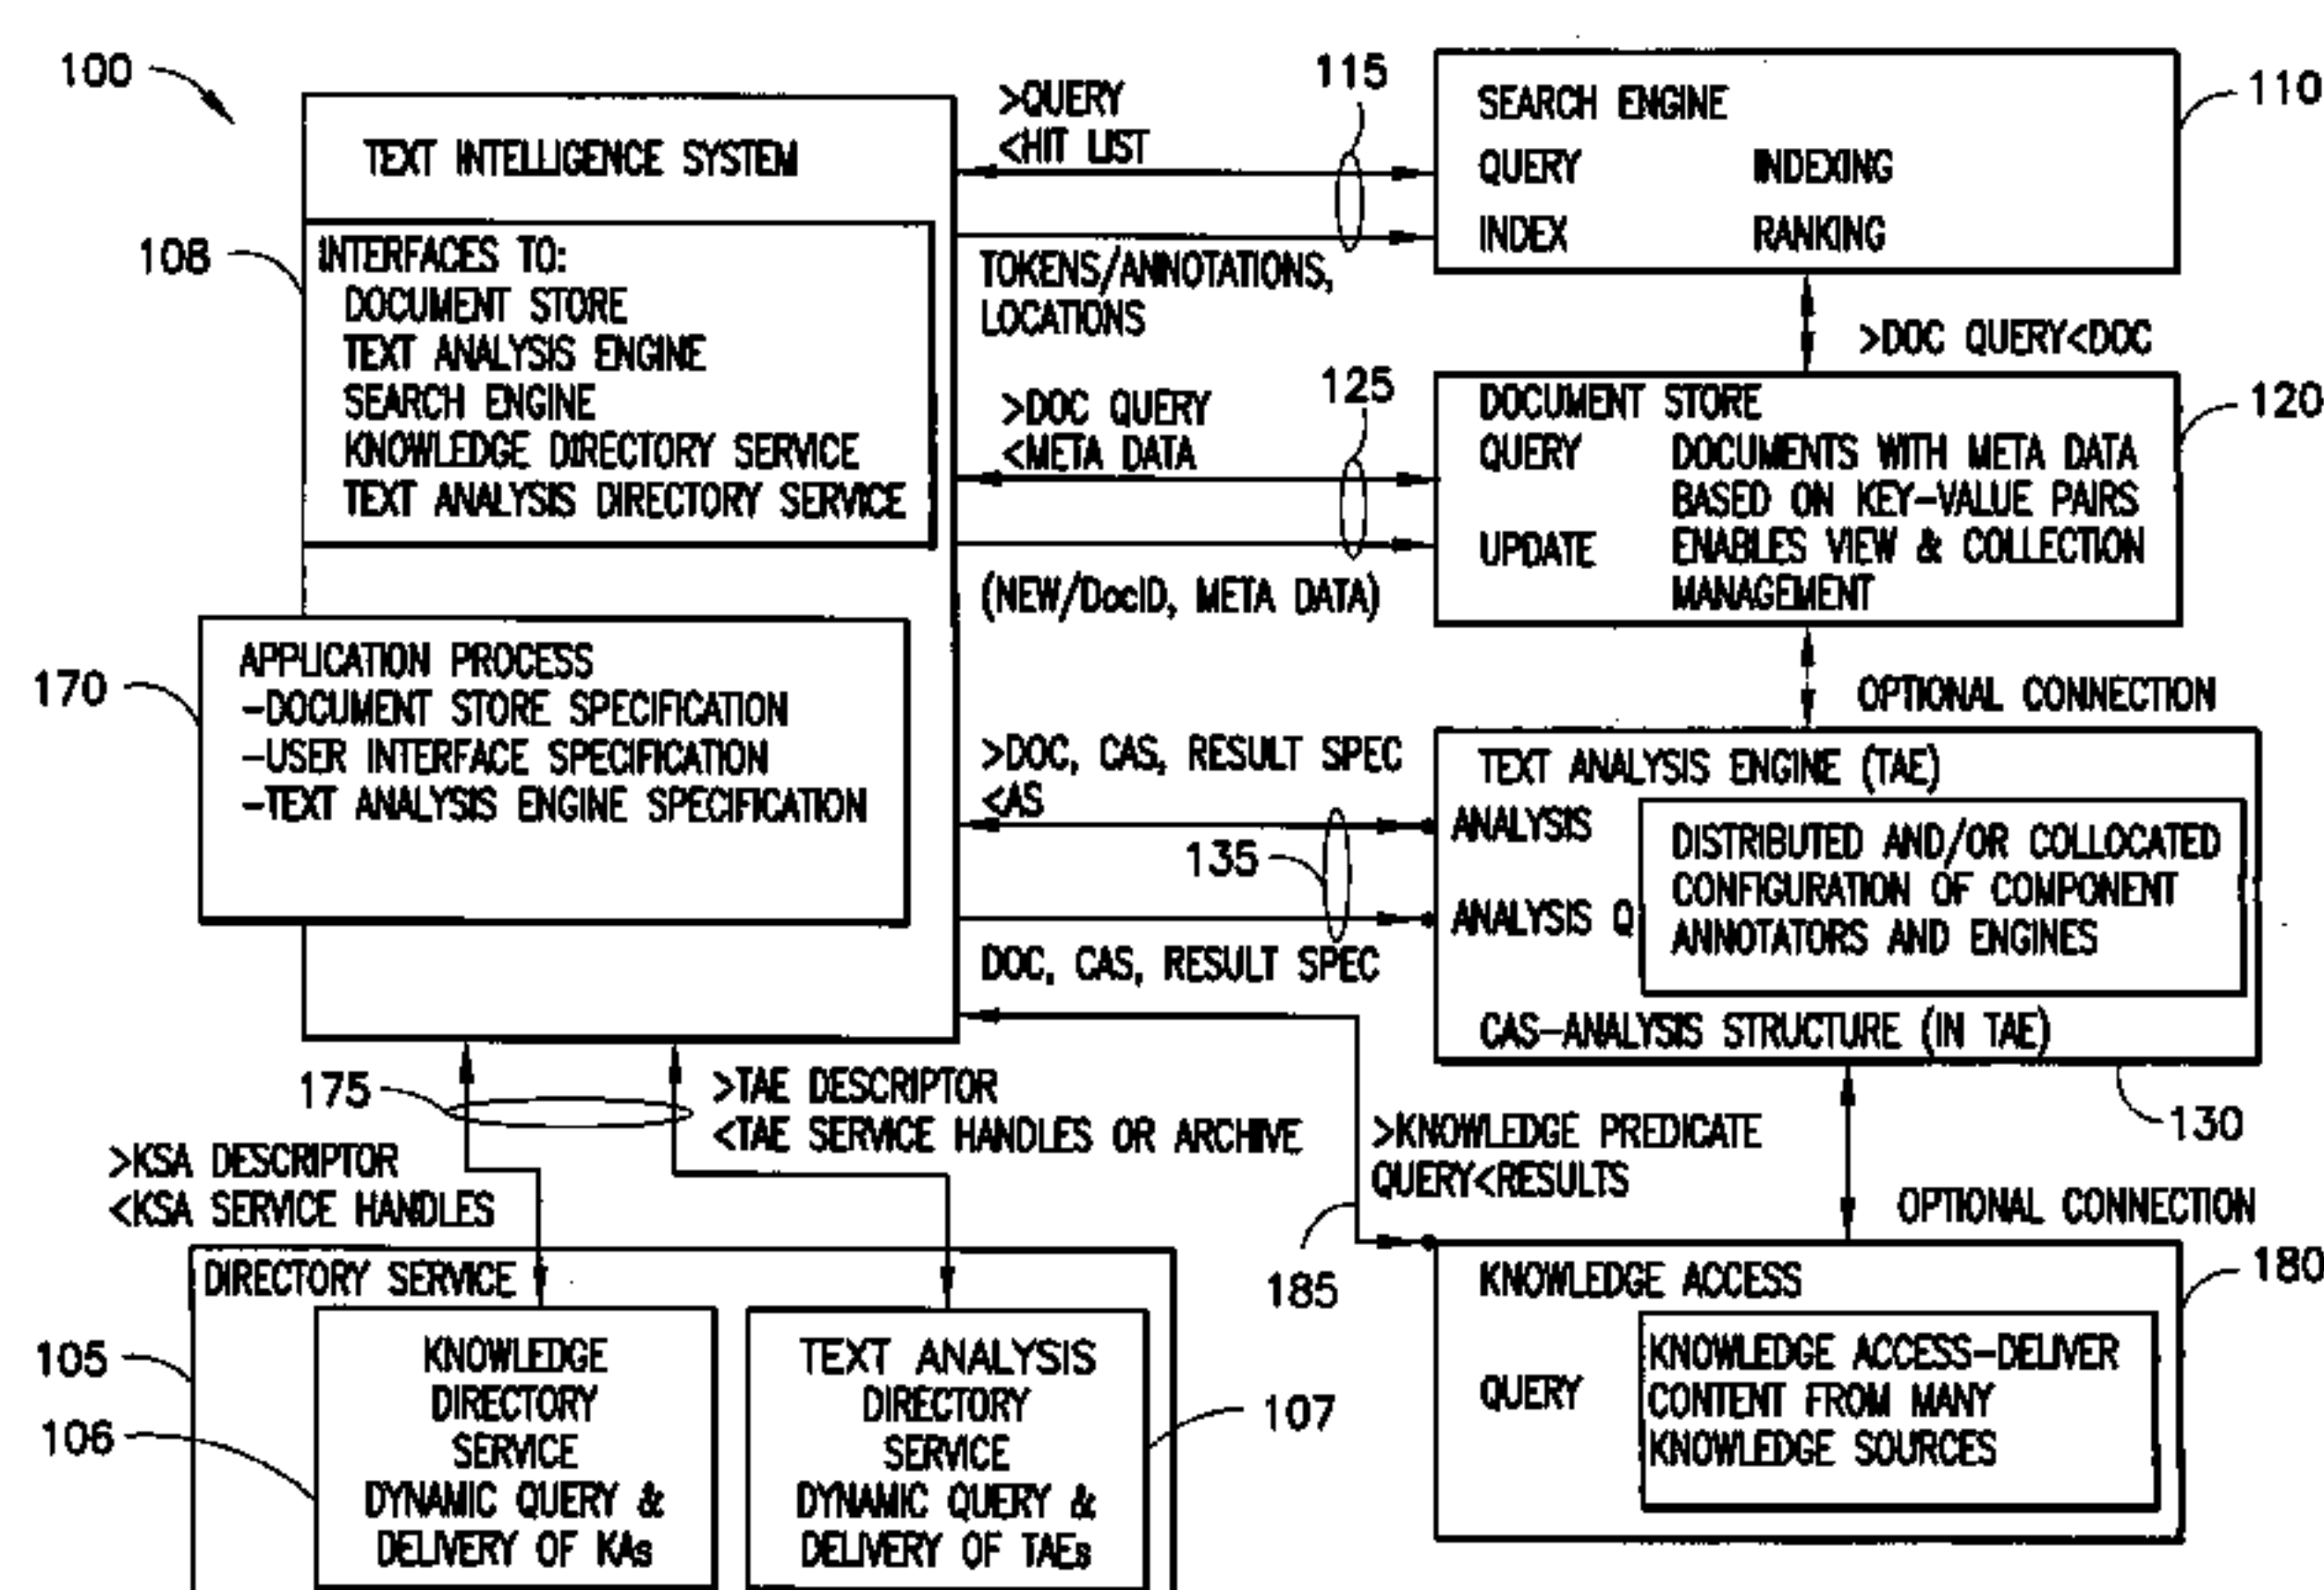 100
TEXT INTELLIGENCE SYSTEM
108
INTERFACES TO:
DOCUMENT STORE
TEXT ANALYSIS ENGINE
SEARCH ENGINE
KNOWLEDGE DIRECTORY SERVICE
TEXT ANALYSIS DIRECTORY SERVICE
170
APPLICATION PROCESS
-DOCUMENT STORE SPECIFICATION
-USER INTERFACE SPECIFICATION
-TEXT ANALYSIS ENGINE SPECIFICATION
>QUERY
<HIT LIST
115
TOKENS/ANNOTATIONS,
LOCATIONS
SEARCH ENGINE
110
QUERY INDEXING
INDEX RANKING
>DOC QUERY<DOC
>DOC QUERY
<META DATA
125
(NEW/DocID, META DATA)
DOCUMENT STORE
120
QUERY DOCUMENTS WITH META DATA
BASED ON KEY-VALUE PAIRS
UPDATE ENABLES VIEW & COLLECTION
MANAGEMENT
OPTIONAL CONNECTION
>DOC, CAS, RESULT SPEC
<AS
135
DOC, CAS, RESULT SPEC
TEXT ANALYSIS ENGINE (TAE)
ANALYSIS
ANALYSIS Q
DISTRIBUTED AND/OR COLLOCATED
CONFIGURATION OF COMPONENT
ANNOTATORS AND ENGINES
CAS-ANALYSIS STRUCTURE (IN TAE)
130
175
>TAE DESCRIPTOR
<TAE SERVICE HANDLES OR ARCHIVE
>KSA DESCRIPTOR
<KSA SERVICE HANDLES
>KNOWLEDGE PREDICATE
QUERY<RESULTS
185
OPTIONAL CONNECTION
DIRECTORY SERVICE
105
106
KNOWLEDGE
DIRECTORY
SERVICE
DYNAMIC QUERY &
DELIVERY OF KAs
TEXT ANALYSIS
DIRECTORY
SERVICE
DYNAMIC QUERY &
DELIVERY OF TAEs
107
KNOWLEDGE ACCESS
180
QUERY
KNOWLEDGE ACCESS-DELIVER
CONTENT FROM MANY
KNOWLEDGE SOURCES